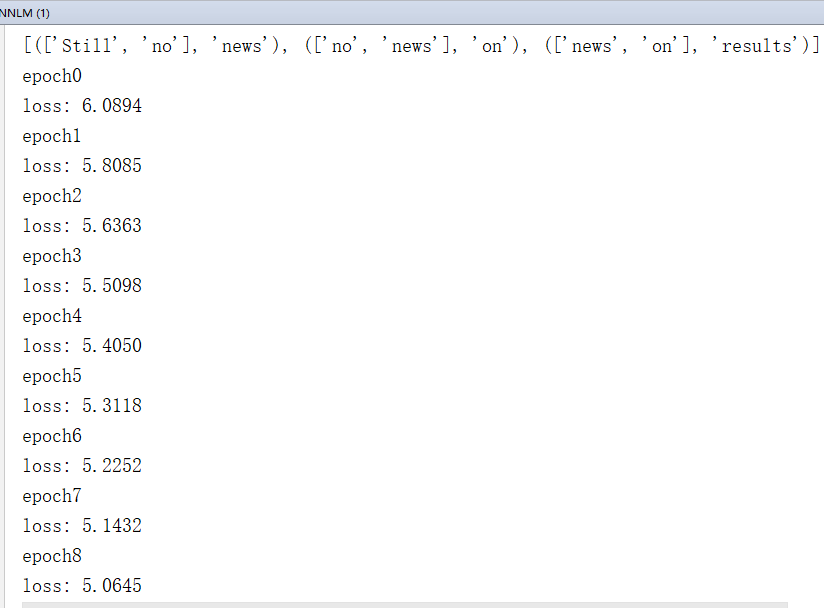 NNLM (1)
[(['Still', 'no'], 'news'), (['no', 'news'], 'on'), (['news', 'on'], 'results')]
epoch0
loss: 6.0894
epoch1
loss: 5.8085
epoch2
loss: 5.6363
epoch3
loss: 5.5098
epoch4
loss: 5.4050
epoch5
loss: 5.3118
epoch6
loss: 5.2252
epoch7
loss: 5.1432
epoch8
loss: 5.0645